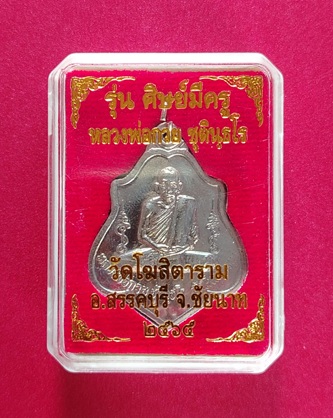 รุ่น ศิษย์มีครู
หลวงพ่อกวย ชุตินฺธโร
วัดโฆสิตาราม
อ.สรรคบุรี จ.ชัยนาท
๒๕๖๕